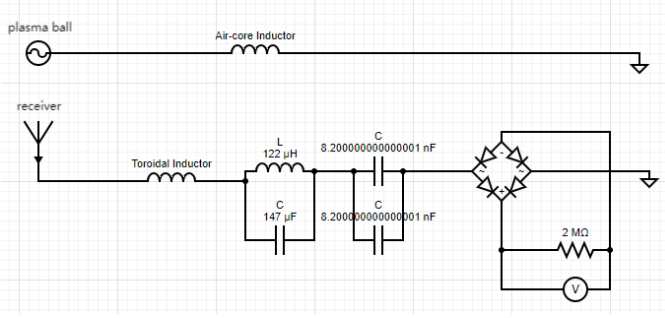 plasma ball
Air-core Inductor
receiver
Toroidal Inductor
L
122 μH
C
8.200000000000001 nF
C
147 μF
C
8.200000000000001 nF
~
-
~
+
2 MΩ
V